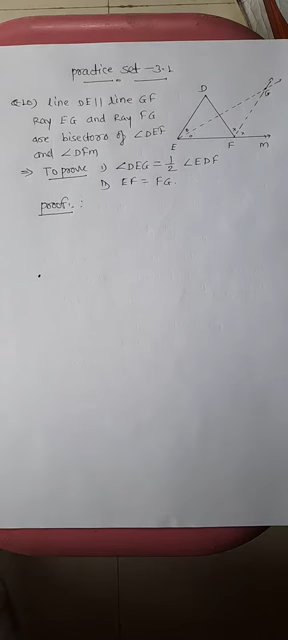 practice set - 3.1
Q.10) line DE || line GF
Ray EG and Ray FG
are bisectors of ∠DEF
and ∠DFm
⇒ To prove i) ∠DEG = 1/2 ∠EDF
ii) EF = FG.
proof :
D
G
E
F
M